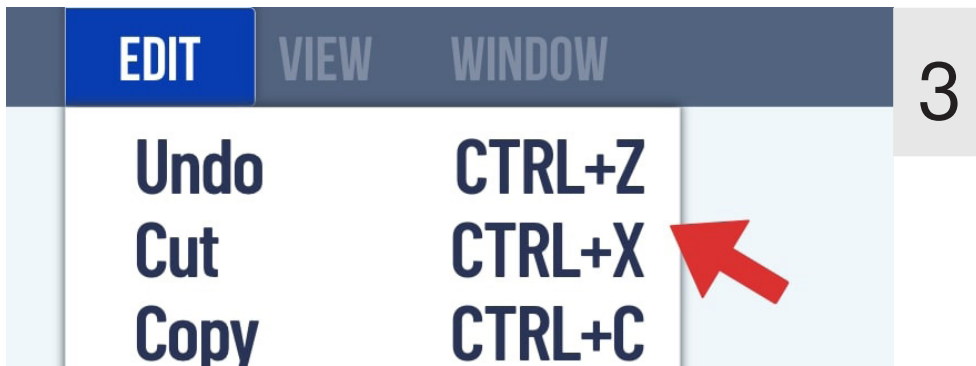 EDIT VIEW WINDOW
3
Undo CTRL+Z
Cut CTRL+X
Copy CTRL+C